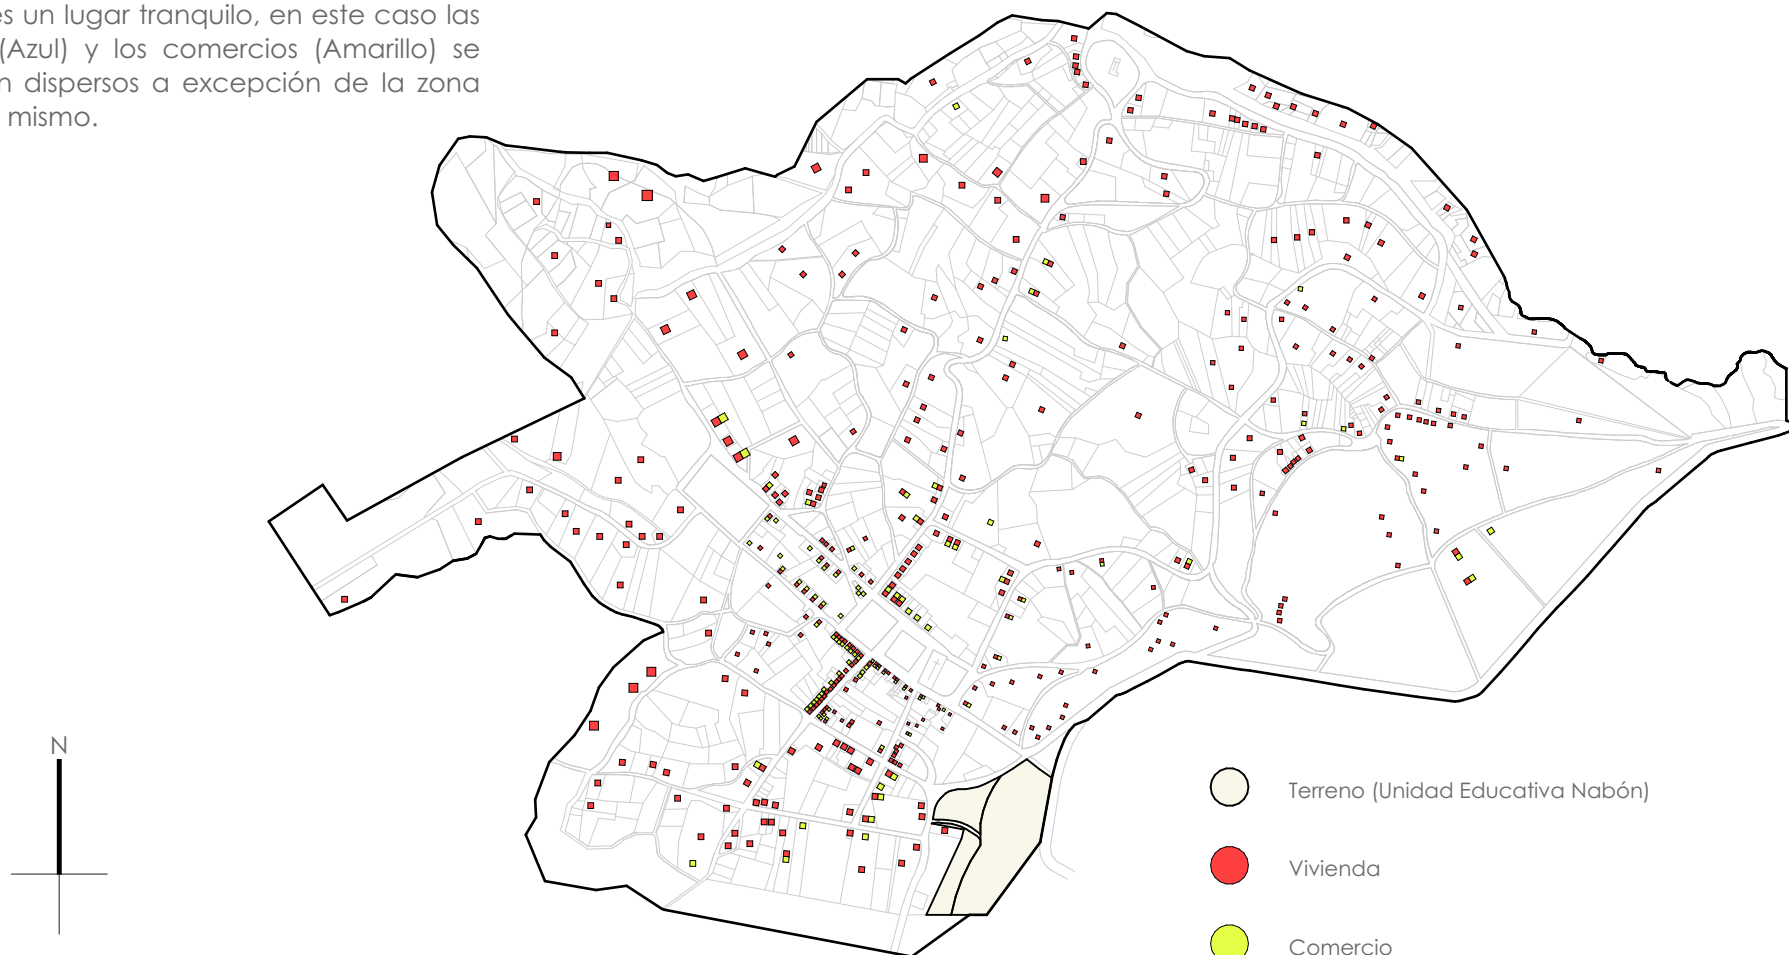 es un lugar tranquilo, en este caso las
(Azul) y los comercios (Amarillo) se
n dispersos a excepción de la zona
mismo.
N
Terreno (Unidad Educativa Nabón)
Vivienda
Comercio